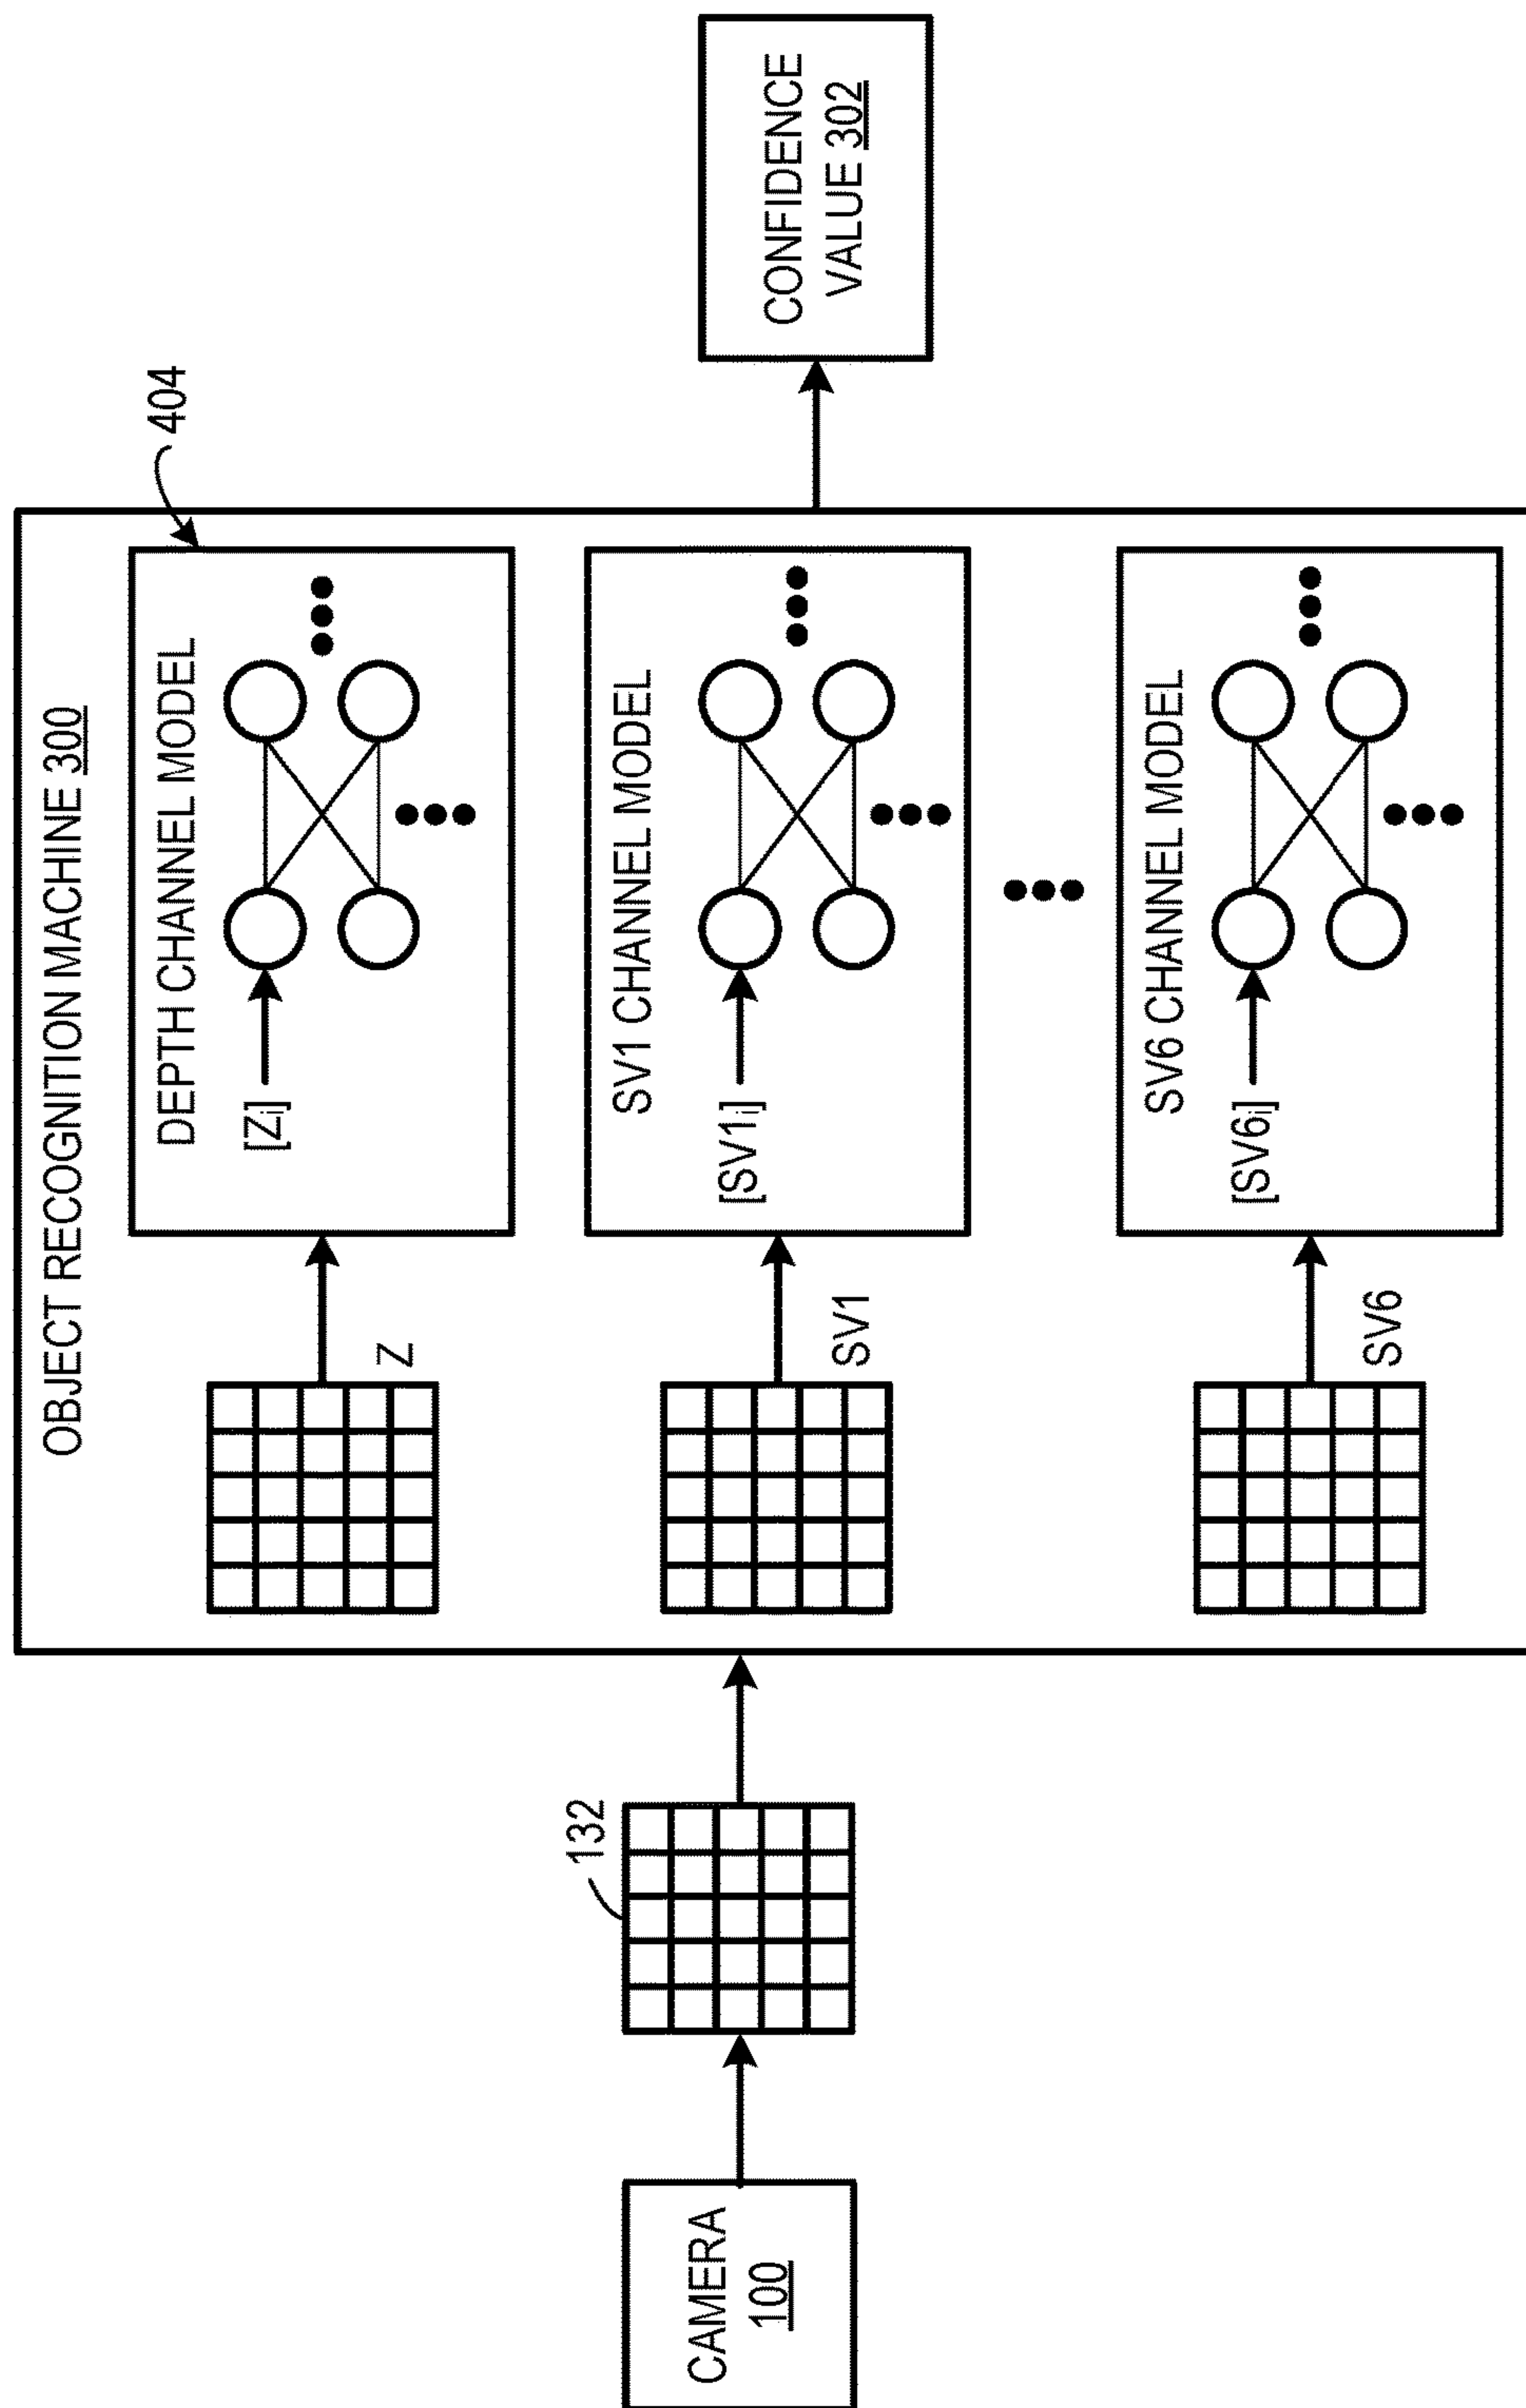 CAMERA
100
132
OBJECT RECOGNITION MACHINE 300
Z
DEPTH CHANNEL MODEL
[Zi]
404
SV1
SV1 CHANNEL MODEL
[SV1i]
SV6
SV6 CHANNEL MODEL
[SV6i]
CONFIDENCE
VALUE 302